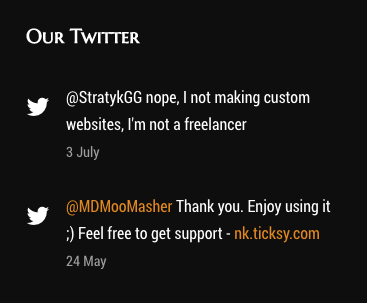 Our Twitter
@StratykGG nope, I not making custom
websites, I'm not a freelancer
3 July
@MDMooMasher Thank you. Enjoy using it
;) Feel free to get support - nk.ticksy.com
24 May